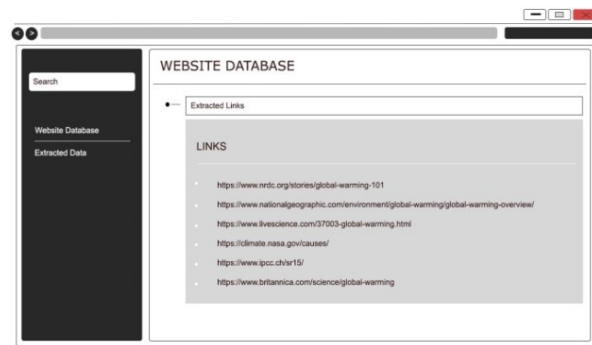 Search
Website Database
Extracted Data
WEBSITE DATABASE
Extracted Links
LINKS
https://www.nrdc.org/stories/global-warming-101
https://www.nationalgeographic.com/environment/global-warming/global-warming-overview/
https://www.livescience.com/37003-global-warming.html
https://climate.nasa.gov/causes/
https://www.ipcc.ch/sr15/
https://www.britannica.com/science/global-warming